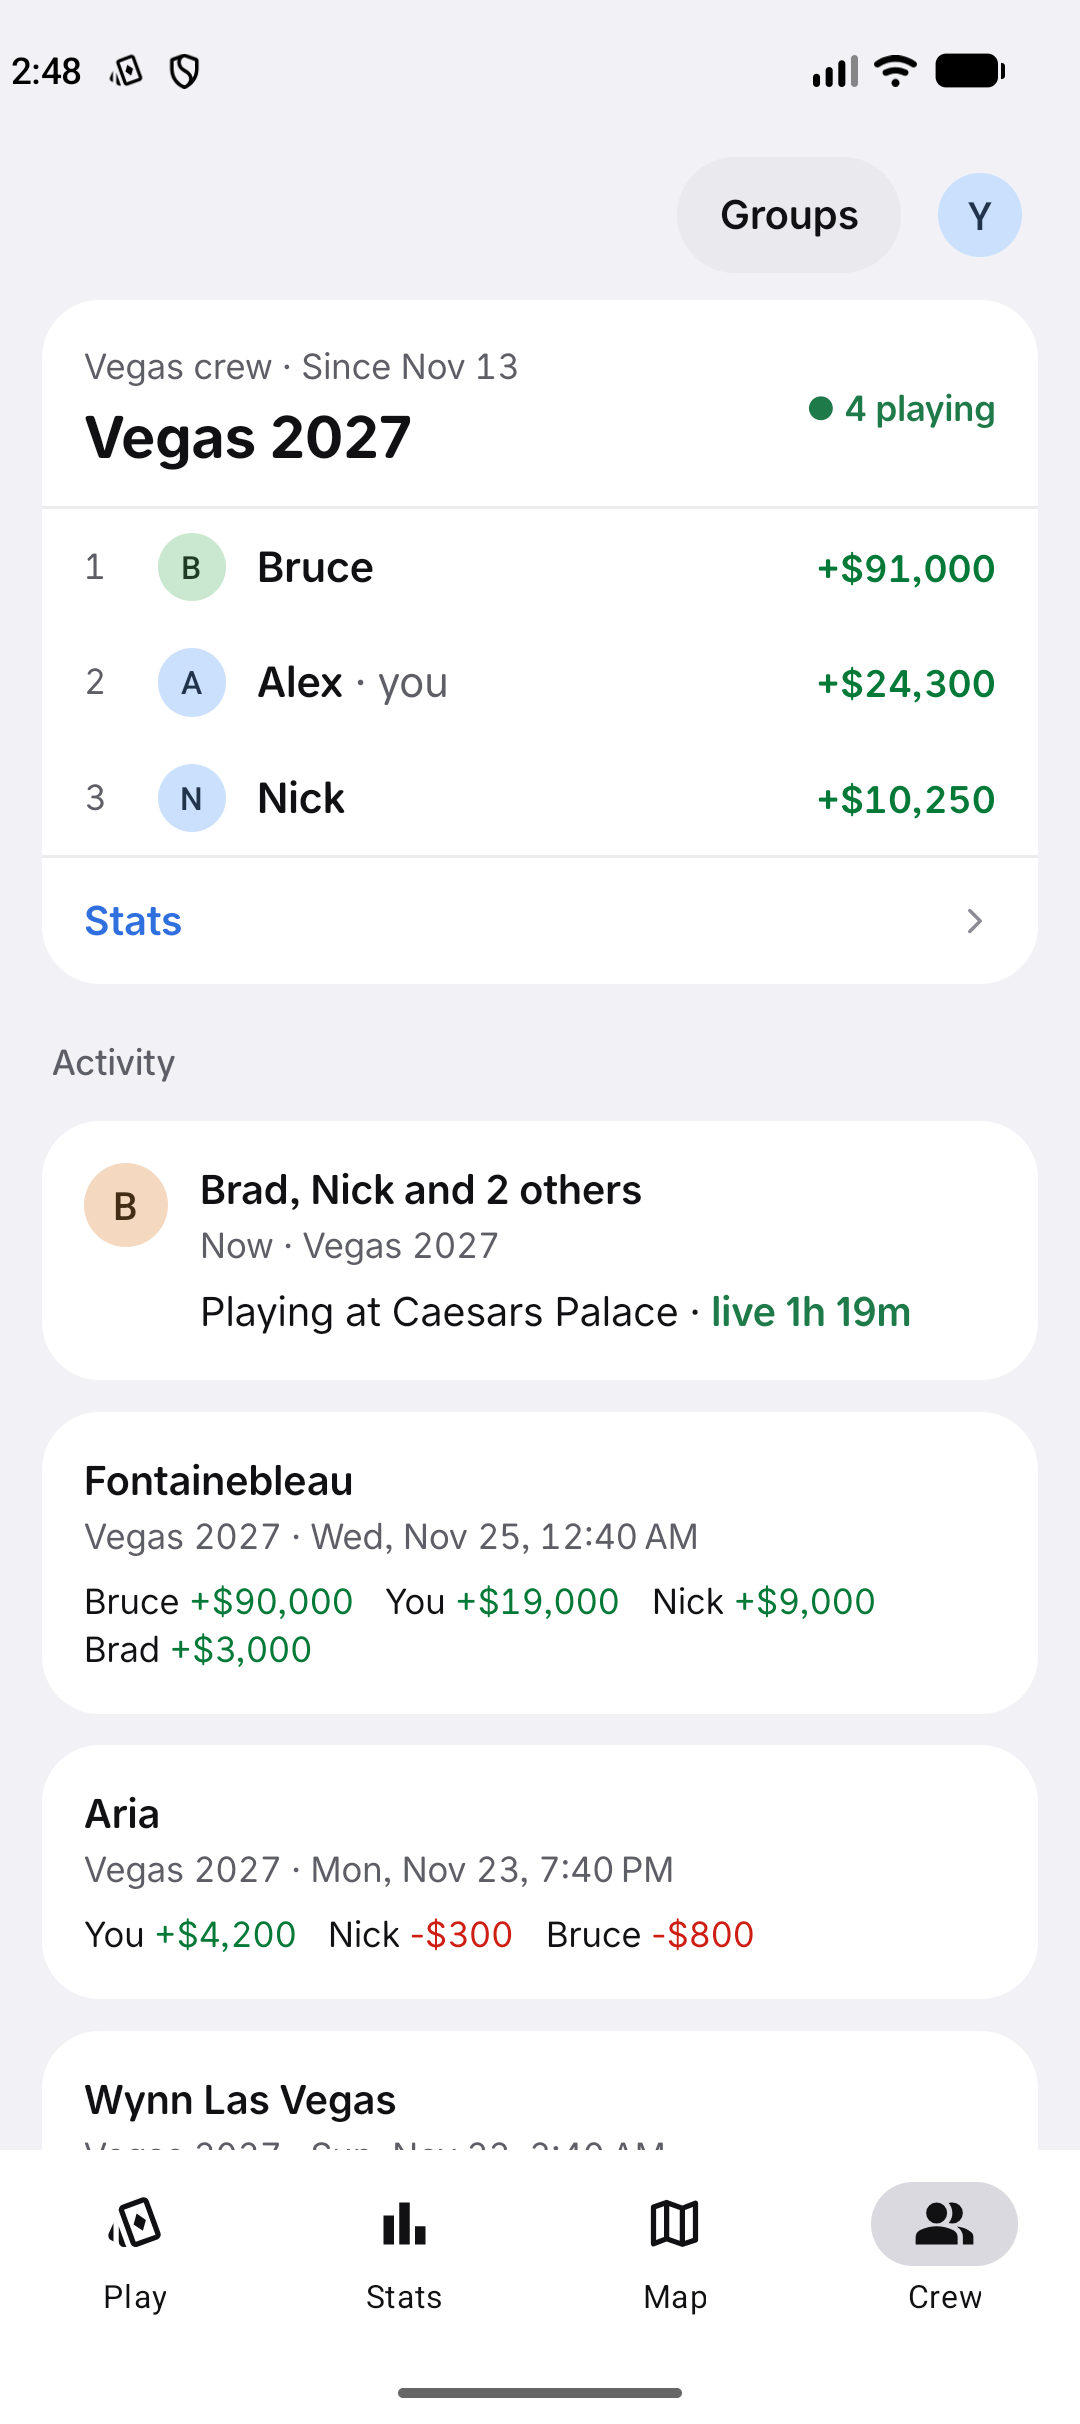 2:48
Groups
Y
Vegas crew · Since Nov 13
Vegas 2027
4 playing
1 B Bruce +$91,000
2 A Alex · you +$24,300
3 N Nick +$10,250
Stats
Activity
B
Brad, Nick and 2 others
Now · Vegas 2027
Playing at Caesars Palace · live 1h 19m
Fontainebleau
Vegas 2027 · Wed, Nov 25, 12:40 AM
Bruce +$90,000 You +$19,000 Nick +$9,000
Brad +$3,000
Aria
Vegas 2027 · Mon, Nov 23, 7:40 PM
You +$4,200 Nick -$300 Bruce -$800
Wynn Las Vegas
Play Stats Map Crew